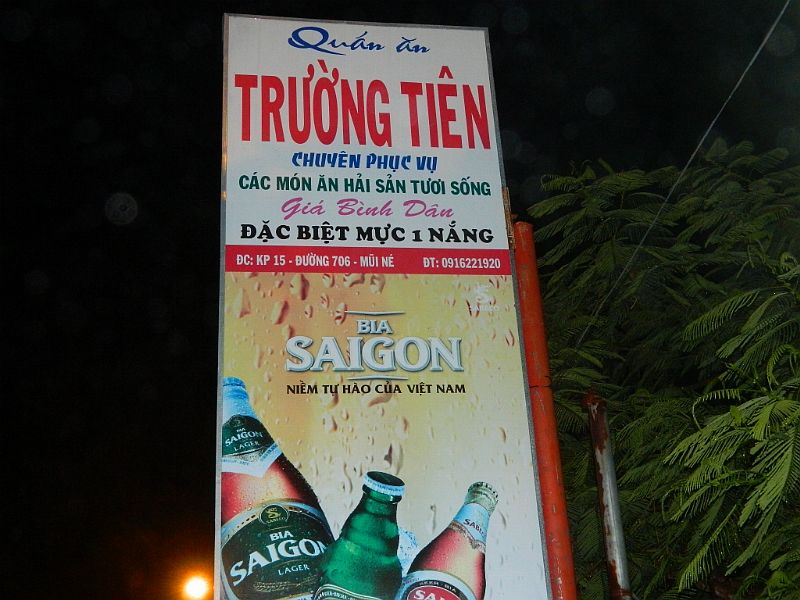 Quán ăn
TRƯỜNG TIÊN
CHUYÊN PHỤC VỤ
CÁC MÓN ĂN HẢI SẢN TƯƠI SỐNG
Giá Bình Dân
ĐẶC BIỆT MỰC 1 NẮNG
ĐC: KP 15 - ĐƯỜNG 706 - MŨI NÉ ĐT: 0916221920
SABECO
BIA
SAIGON
NIỀM TỰ HÀO CỦA VIỆT NAM
BIA
SAIGON
LAGER
SABECO
BIA
SAIGON
LAGER